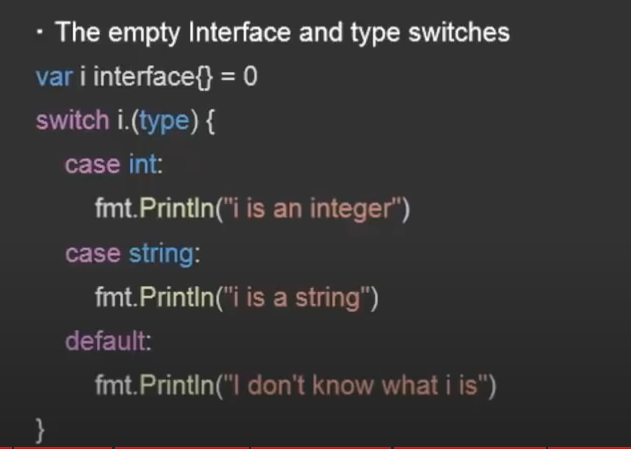 · The empty Interface and type switches
var i interface{} = 0
switch i.(type) {
case int:
fmt.Println("i is an integer")
case string:
fmt.Println("i is a string")
default:
fmt.Println("I don't know what i is")
}